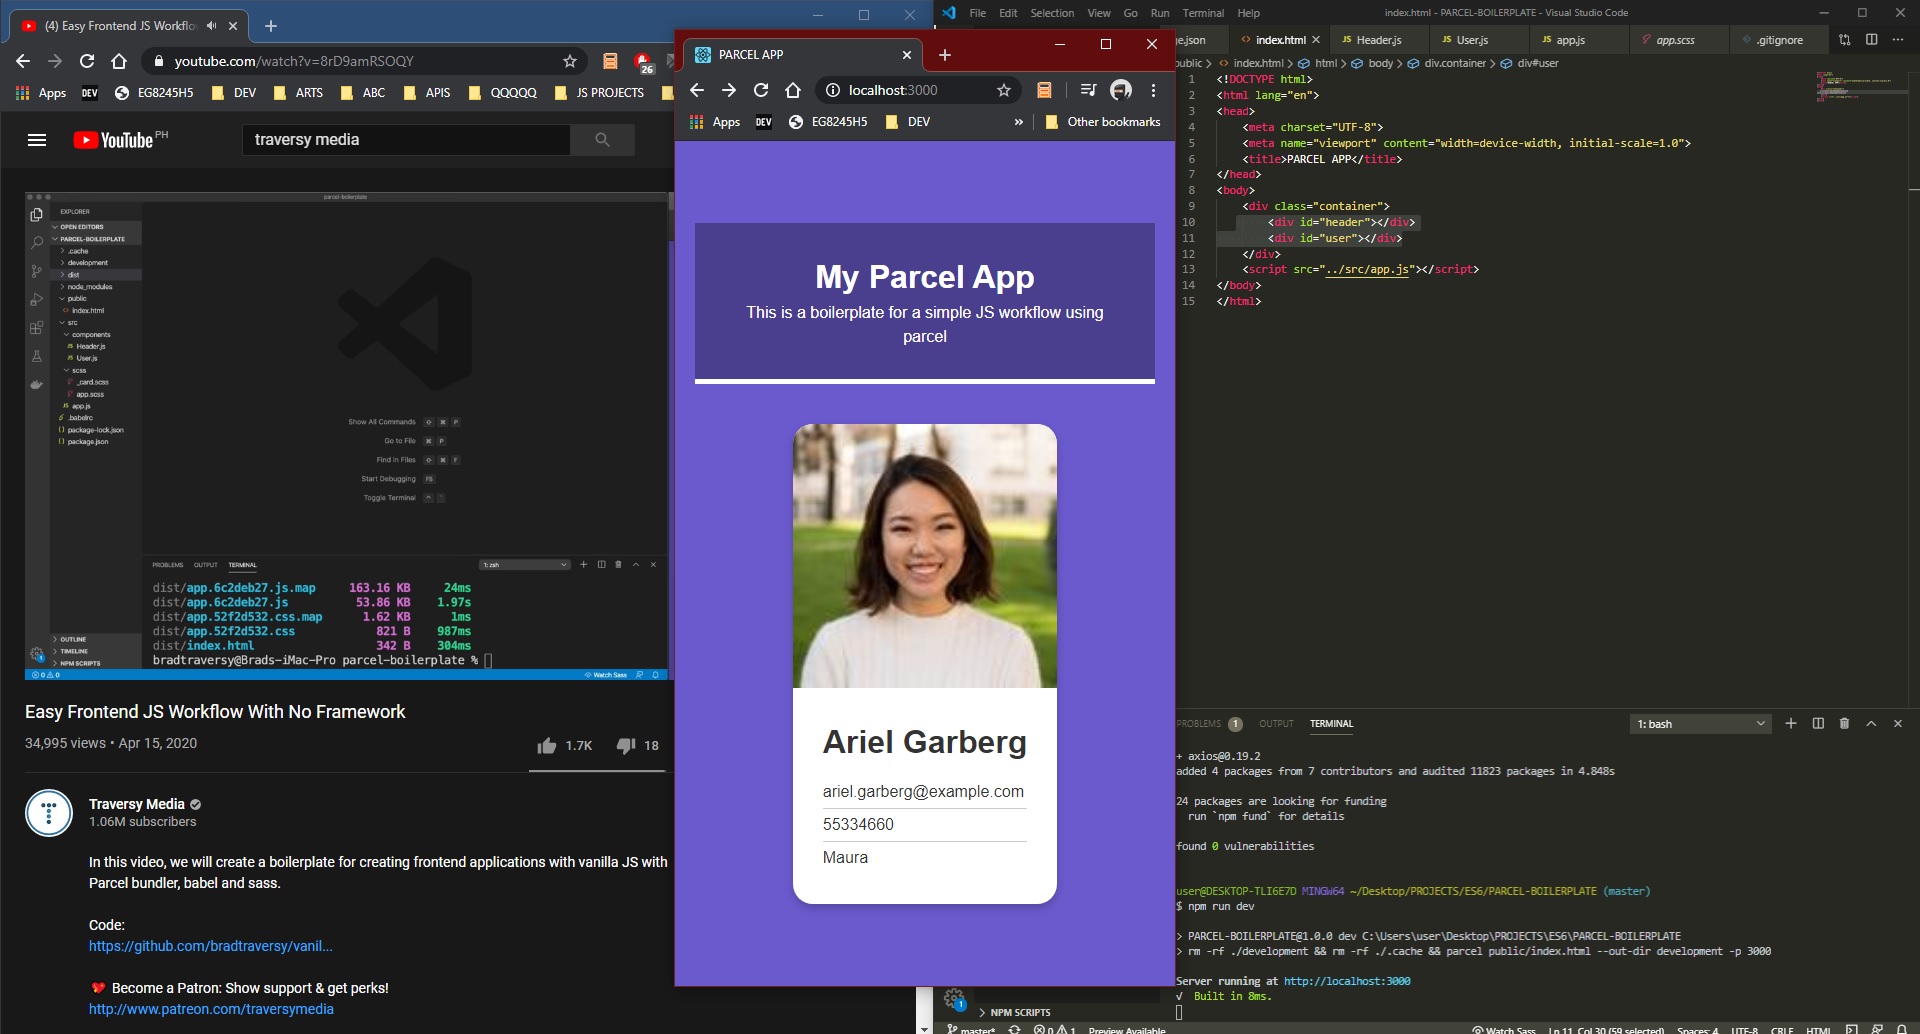 (4) Easy Frontend JS Workflow
youtube.com/watch?v=8rD9amRSOQY
26
Apps
DEV
EG8245H5
DEV
ARTS
ABC
APIS
QQQQQ
JS PROJECTS
YouTube PH
traversy media
parcel-boilerplate
EXPLORER
OPEN EDITORS
PARCEL-BOILERPLATE
.cache
development
dist
node_modules
public
index.html
src
components
Header.js
User.js
scss
_card.scss
app.scss
app.js
.babelrc
package-lock.json
package.json
OUTLINE
TIMELINE
NPM SCRIPTS
Show All Commands
Go to File
Find in Files
Start Debugging F5
Toggle Terminal
PROBLEMS OUTPUT TERMINAL 1: zsh
dist/app.6c2deb27.js.map 163.16 KB 24ms
dist/app.6c2deb27.js 53.86 KB 1.97s
dist/app.52f2d532.css.map 1.62 KB 1ms
dist/app.52f2d532.css 821 B 987ms
dist/index.html 342 B 304ms
bradtraversy@Brads-iMac-Pro parcel-boilerplate %
Watch Sass
Easy Frontend JS Workflow With No Framework
34,995 views • Apr 15, 2020
1.7K
18
Traversy Media
1.06M subscribers
In this video, we will create a boilerplate for creating frontend applications with vanilla JS with
Parcel bundler, babel and sass.
Code:
https://github.com/bradtraversy/vanil...
Become a Patron: Show support & get perks!
http://www.patreon.com/traversymedia
PARCEL APP
localhost:3000
Apps
DEV
EG8245H5
DEV
»
Other bookmarks
My Parcel App
This is a boilerplate for a simple JS workflow using
parcel
Ariel Garberg
ariel.garberg@example.com
55334660
Maura
File Edit Selection View Go Run Terminal Help
index.html - PARCEL-BOILERPLATE - Visual Studio Code
ge.json
index.html
JS Header.js
JS User.js
JS app.js
app.scss
.gitignore
public > index.html > html > body > div.container > div#user
1 <!DOCTYPE html>
2 <html lang="en">
3 <head>
4 <meta charset="UTF-8">
5 <meta name="viewport" content="width=device-width, initial-scale=1.0">
6 <title>PARCEL APP</title>
7 </head>
8 <body>
9 <div class="container">
10 <div id="header"></div>
11 <div id="user"></div>
12 </div>
13 <script src="../src/app.js"></script>
14 </body>
15 </html>
PROBLEMS 1 OUTPUT TERMINAL 1: bash
+ axios@0.19.2
added 4 packages from 7 contributors and audited 11823 packages in 4.848s
24 packages are looking for funding
run `npm fund` for details
found 0 vulnerabilities
user@DESKTOP-TLI6E7D MINGW64 ~/Desktop/PROJECTS/ES6/PARCEL-BOILERPLATE (master)
$ npm run dev
> PARCEL-BOILERPLATE@1.0.0 dev C:\Users\user\Desktop\PROJECTS\ES6\PARCEL-BOILERPLATE
> rm -rf ./development && rm -rf ./.cache && parcel public/index.html --out-dir development -p 3000
Server running at http://localhost:3000
√ Built in 8ms.
1
NPM SCRIPTS
master* 0 1 Preview Available
Watch Sass Ln 11, Col 30 (59 selected) Spaces: 4 UTF-8 CRLF HTML